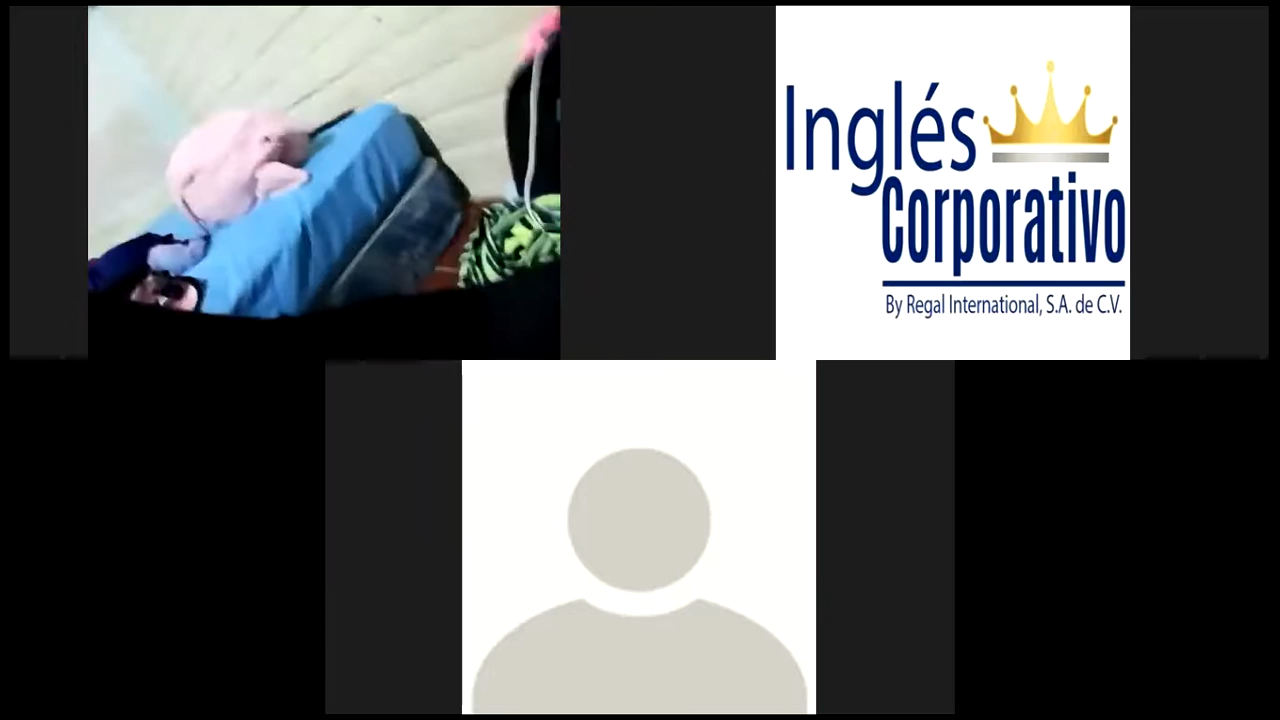 Inglés
Corporativo
By Regal International, S.A. de C.V.